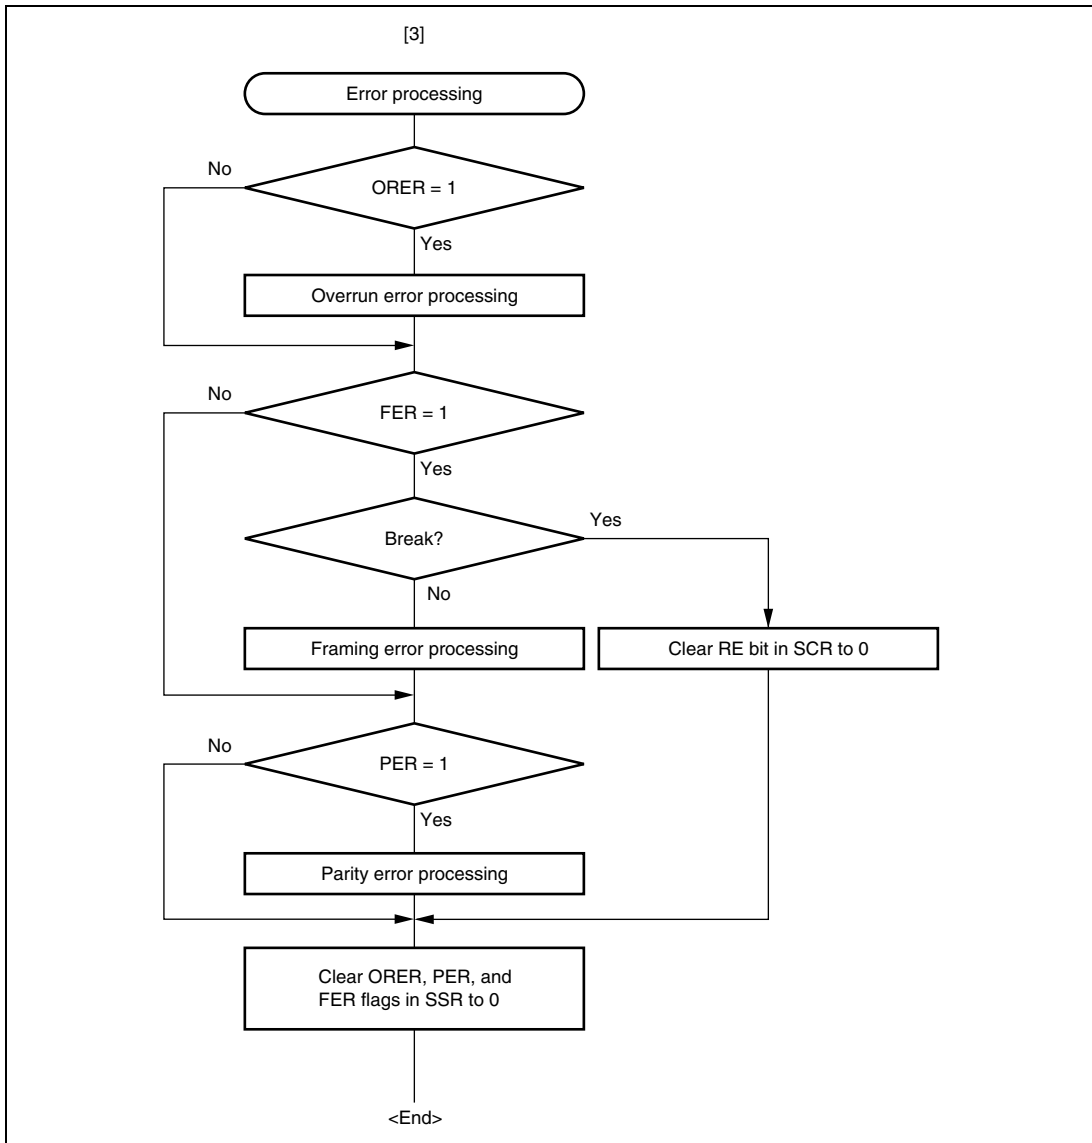 [3]
Error processing
No
ORER = 1
Yes
Overrun error processing
No
FER = 1
Yes
Break?
Yes
No
Framing error processing
Clear RE bit in SCR to 0
No
PER = 1
Yes
Parity error processing
Clear ORER, PER, and
FER flags in SSR to 0
<End>